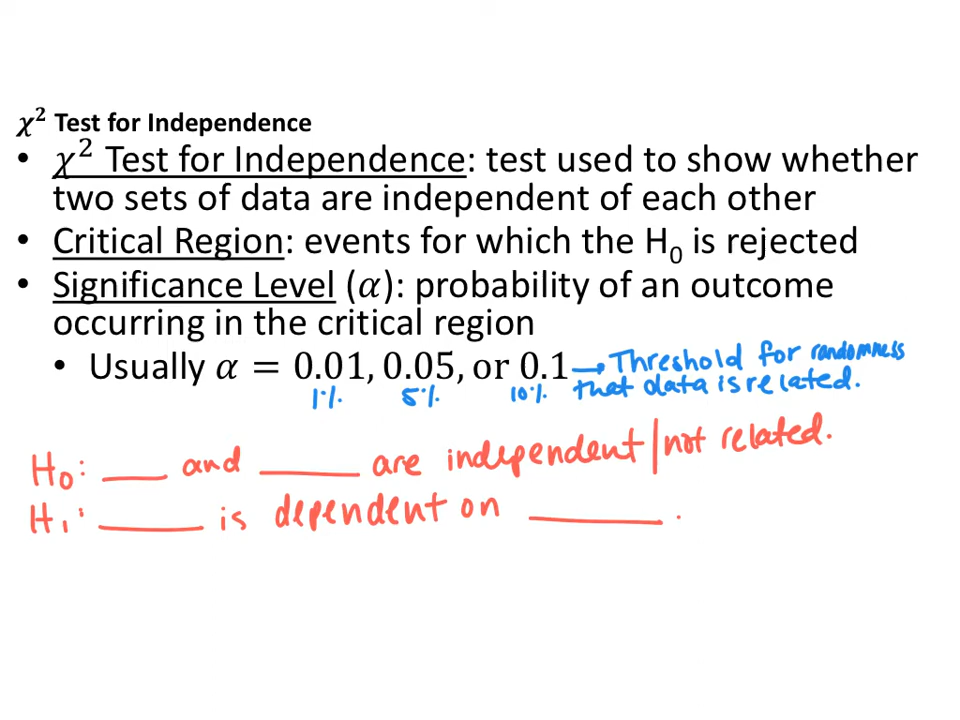 χ² Test for Independence
• χ² Test for Independence: test used to show whether
two sets of data are independent of each other
• Critical Region: events for which the H₀ is rejected
• Significance Level (α): probability of an outcome
occurring in the critical region
• Usually α = 0.01, 0.05, or 0.1 → Threshold for randomness
1% 5% 10% that data is related.
H₀: ___ and ____ are independent/not related.
H₁: ____ is dependent on _____.